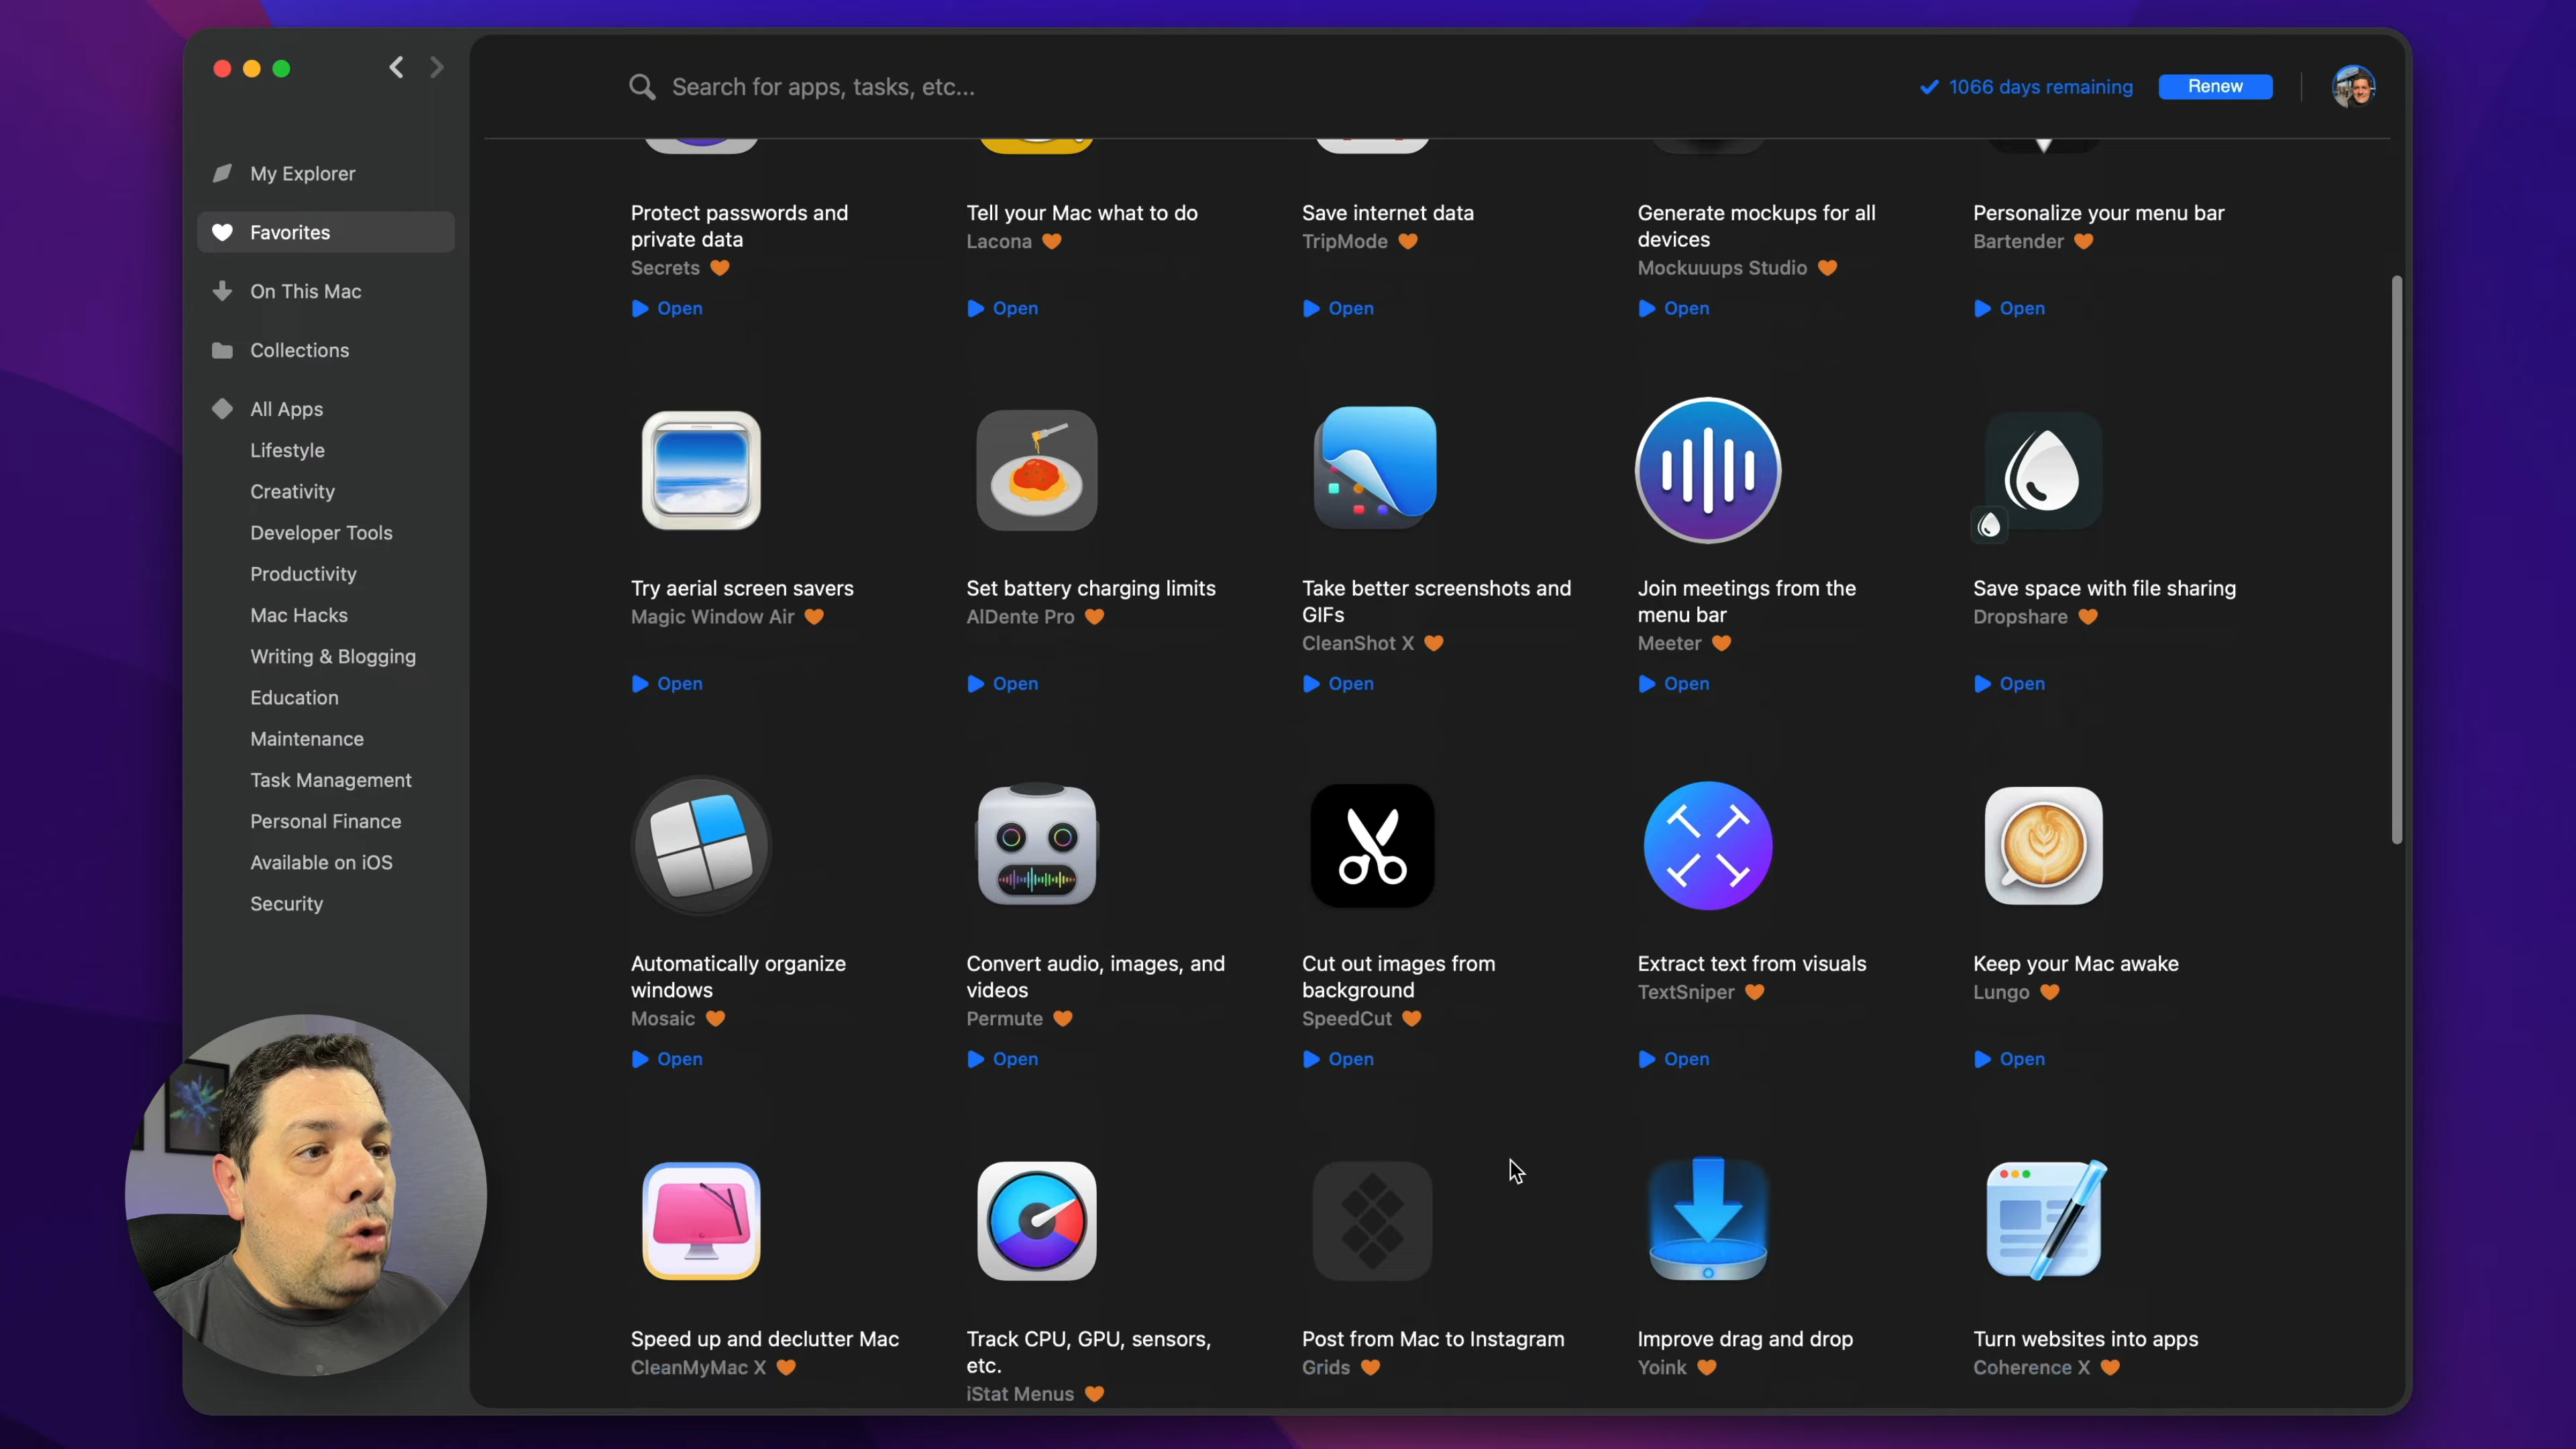 Search for apps, tasks, etc...
1066 days remaining
Renew
My Explorer
Favorites
On This Mac
Collections
All Apps
Lifestyle
Creativity
Developer Tools
Productivity
Mac Hacks
Writing & Blogging
Education
Maintenance
Task Management
Personal Finance
Available on iOS
Security
Protect passwords and
private data
Secrets
Open
Tell your Mac what to do
Lacona
Open
Save internet data
TripMode
Open
Generate mockups for all
devices
Mockuuups Studio
Open
Personalize your menu bar
Bartender
Open
Try aerial screen savers
Magic Window Air
Open
Set battery charging limits
AlDente Pro
Open
Take better screenshots and
GIFs
CleanShot X
Open
Join meetings from the
menu bar
Meeter
Open
Save space with file sharing
Dropshare
Open
Automatically organize
windows
Mosaic
Open
Convert audio, images, and
videos
Permute
Open
Cut out images from
background
SpeedCut
Open
Extract text from visuals
TextSniper
Open
Keep your Mac awake
Lungo
Open
Speed up and declutter Mac
CleanMyMac X
Track CPU, GPU, sensors,
etc.
iStat Menus
Post from Mac to Instagram
Grids
Improve drag and drop
Yoink
Turn websites into apps
Coherence X